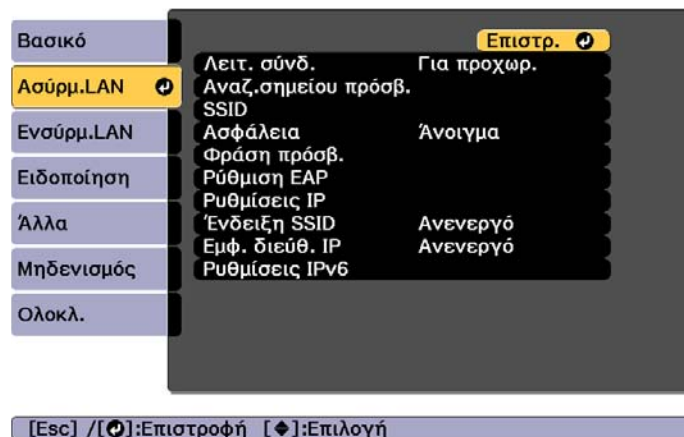 Βασικό
Ασύρμ.LAN
Ενσύρμ.LAN
Ειδοποίηση
Άλλα
Μηδενισμός
Ολοκλ.
Επιστρ.
Λειτ. σύνδ. Για προχωρ.
Αναζ.σημείου πρόσβ.
SSID
Ασφάλεια Άνοιγμα
Φράση πρόσβ.
Ρύθμιση EAP
Ρυθμίσεις IP
Ένδειξη SSID Ανενεργό
Εμφ. διεύθ. IP Ανενεργό
Ρυθμίσεις IPv6
[Esc] /[]:Επιστροφή []:Επιλογή